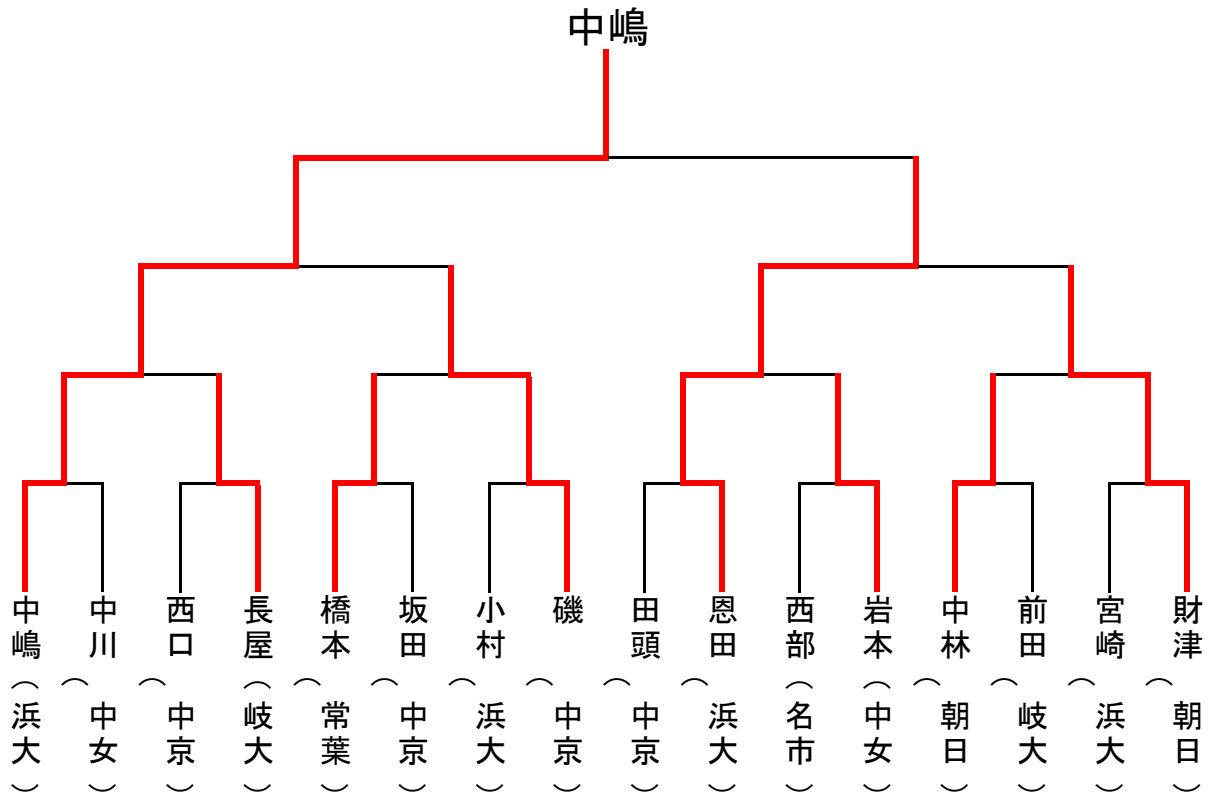 中嶋
中嶋（浜大）
中川（中女）
西口（中京）
長屋（岐大）
橋本（常葉）
坂田（中京）
小村（浜大）
磯（中京）
田頭（中京）
恩田（浜大）
西部（名市）
岩本（中女）
中林（朝日）
前田（岐大）
宮崎（浜大）
財津（朝日）